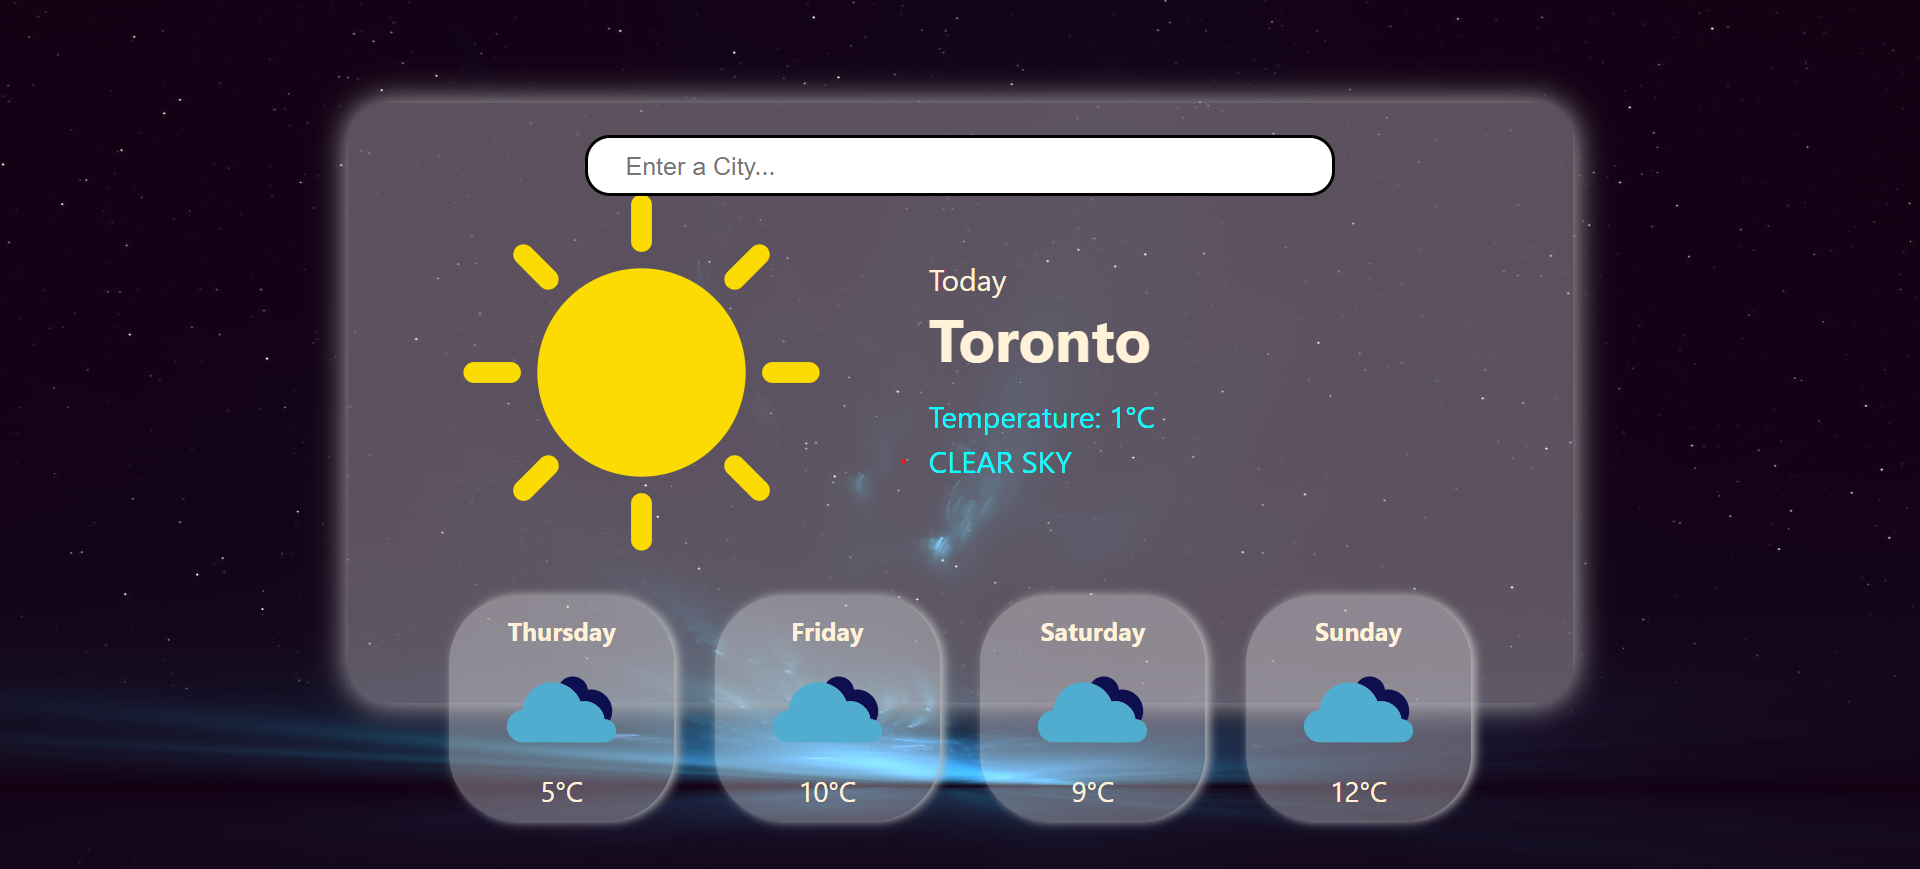 Enter a City...
Today
Toronto
Temperature: 1°C
CLEAR SKY
Thursday
Friday
Saturday
Sunday
5°C
10°C
9°C
12°C